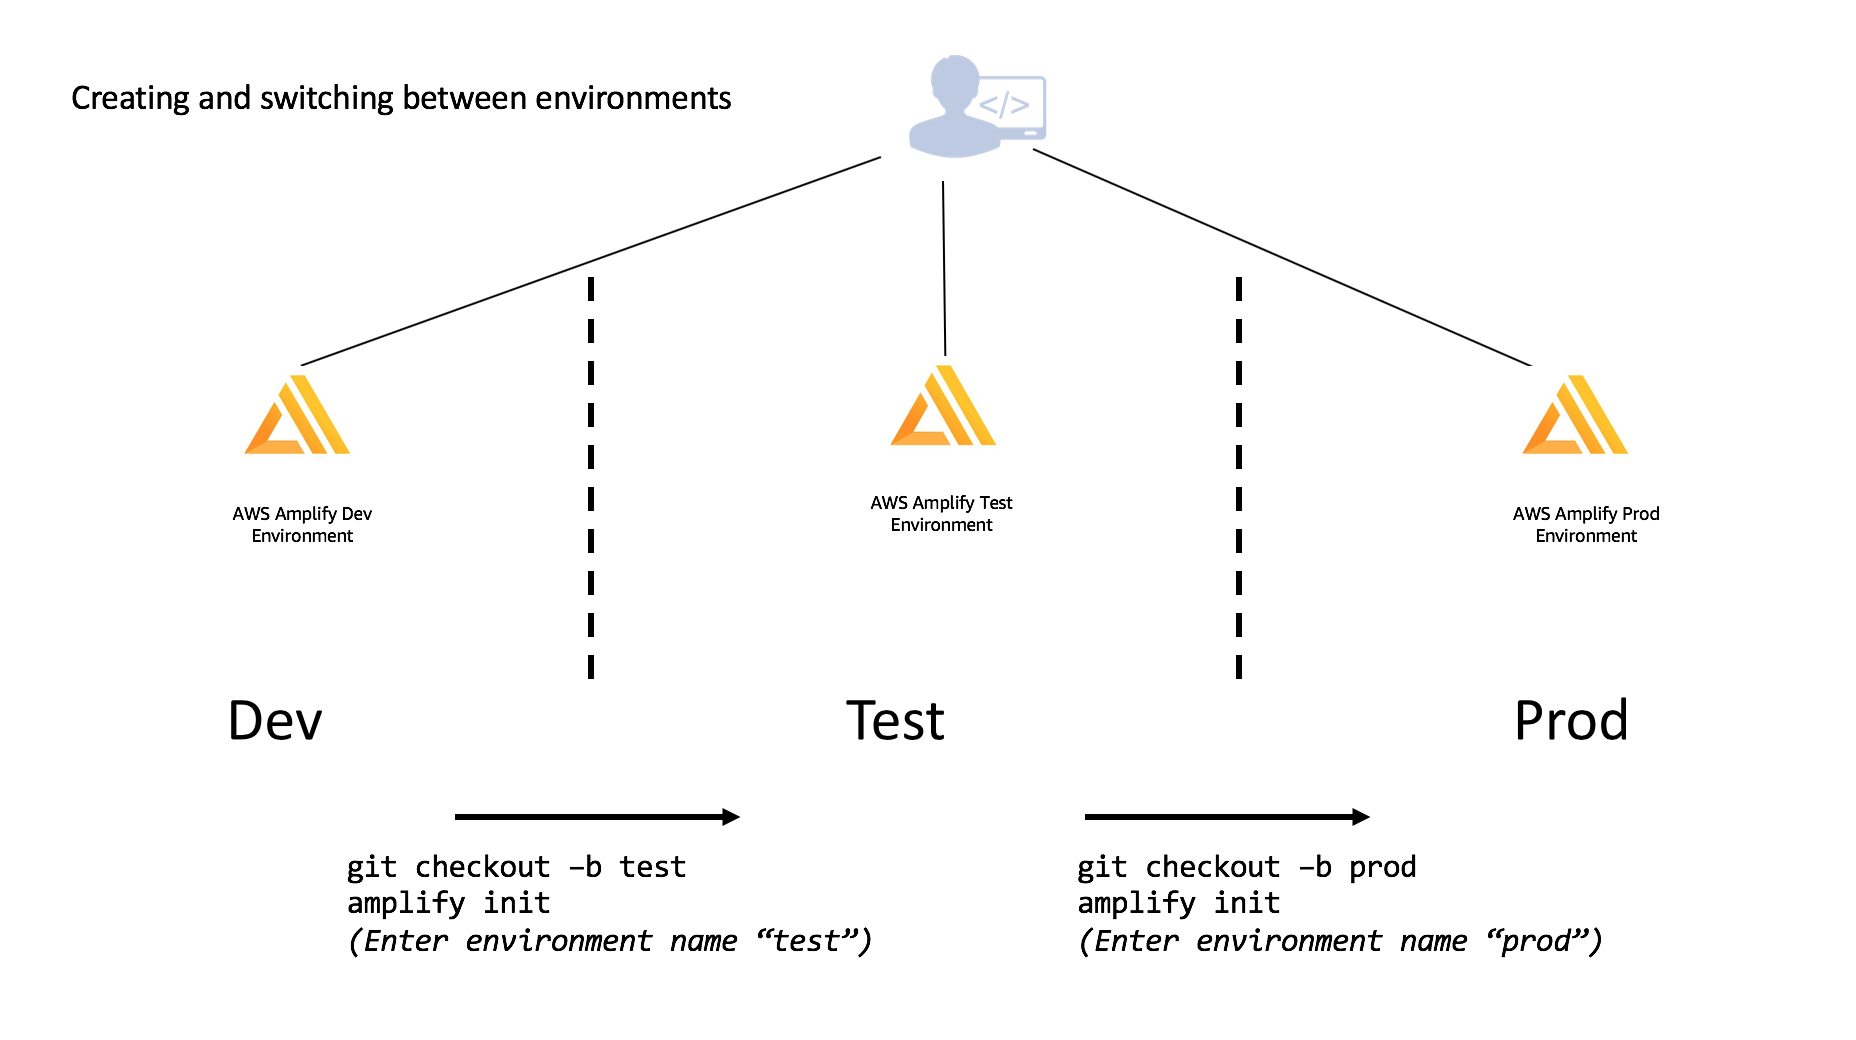 Creating and switching between environments
</>
AWS Amplify Dev
Environment
AWS Amplify Test
Environment
AWS Amplify Prod
Environment
Dev
Test
Prod
git checkout –b test
amplify init
(Enter environment name “test”)
git checkout –b prod
amplify init
(Enter environment name “prod”)